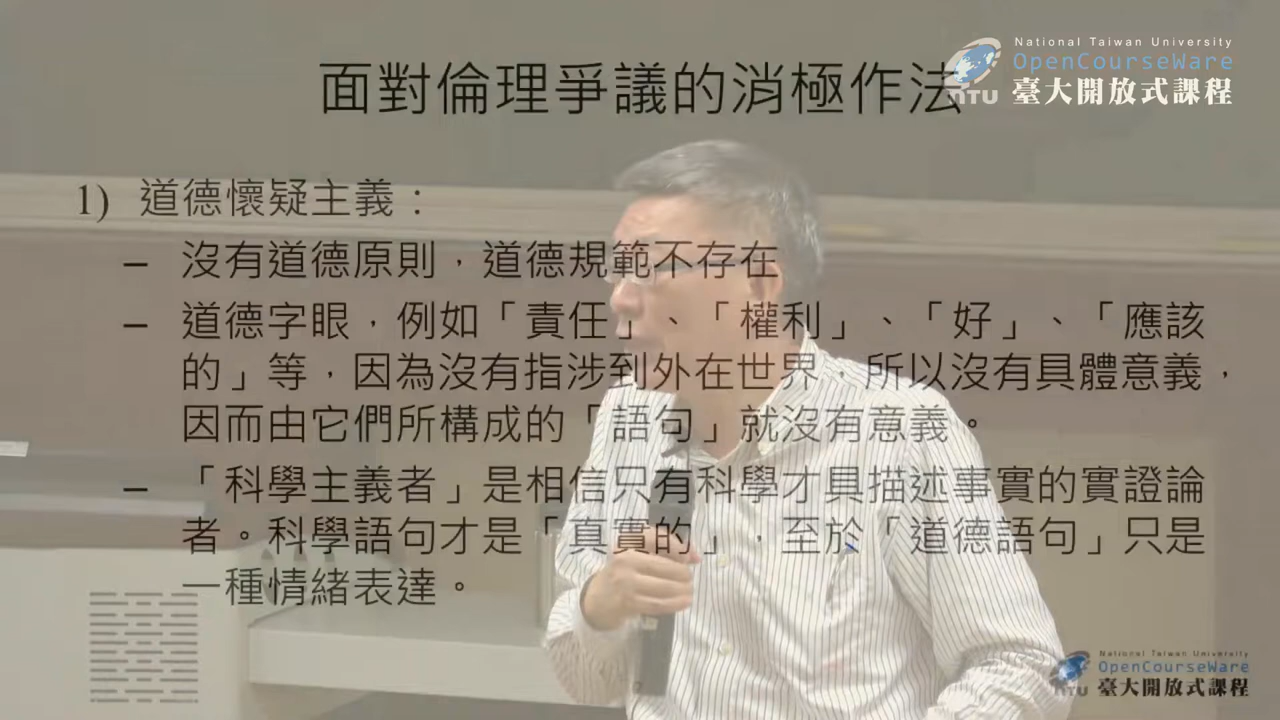 National Taiwan University
OpenCourseWare
NTU 臺大開放式課程
面對倫理爭議的消極作法
1) 道德懷疑主義：
– 沒有道德原則，道德規範不存在
– 道德字眼，例如「責任」、「權利」、「好」、「應該
的」等，因為沒有指涉到外在世界，所以沒有具體意義，
因而由它們所構成的「語句」就沒有意義。
– 「科學主義者」是相信只有科學才具描述事實的實證論
者。科學語句才是「真實的」，至於「道德語句」只是
一種情緒表達。
National Taiwan University
OpenCourseWare
NTU 臺大開放式課程